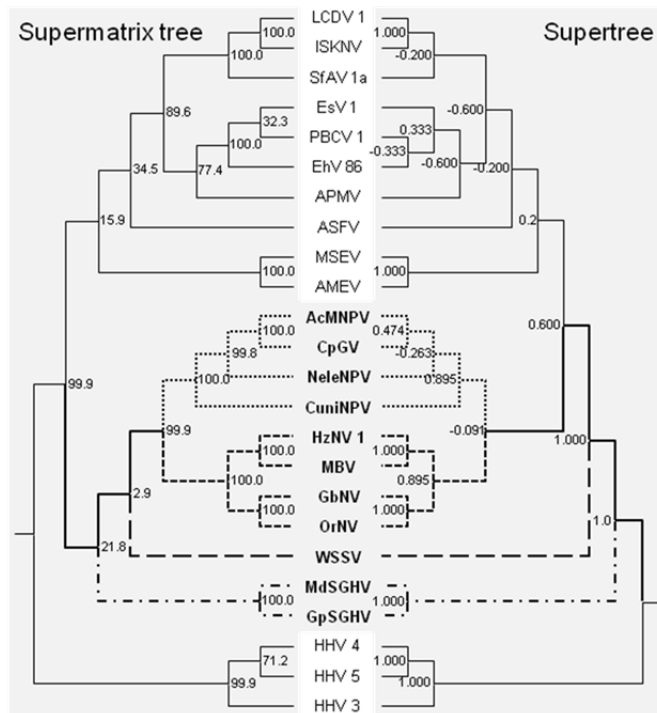 Supermatrix tree
Supertree
LCDV 1
100.0
1.000
ISKNV
100.0
-0.200
SfAV 1a
89.6
-0.600
EsV 1
32.3
0.333
PBCV 1
100.0
-0.333
EhV 86
34.5
77.4
-0.600
-0.200
APMV
15.9
0.2
ASFV
MSEV
100.0
1.000
AMEV
AcMNPV
100.0
0.474
0.600
CpGV
99.8
-0.263
NeleNPV
99.9
100.0
0.895
CuniNPV
99.9
-0.091
HzNV 1
100.0
1.000
1.000
MBV
100.0
0.895
GbNV
2.9
100.0
1.000
OrNV
21.8
1.0
WSSV
MdSGHV
100.0
1.000
GpSGHV
HHV 4
71.2
1.000
HHV 5
99.9
1.000
HHV 3